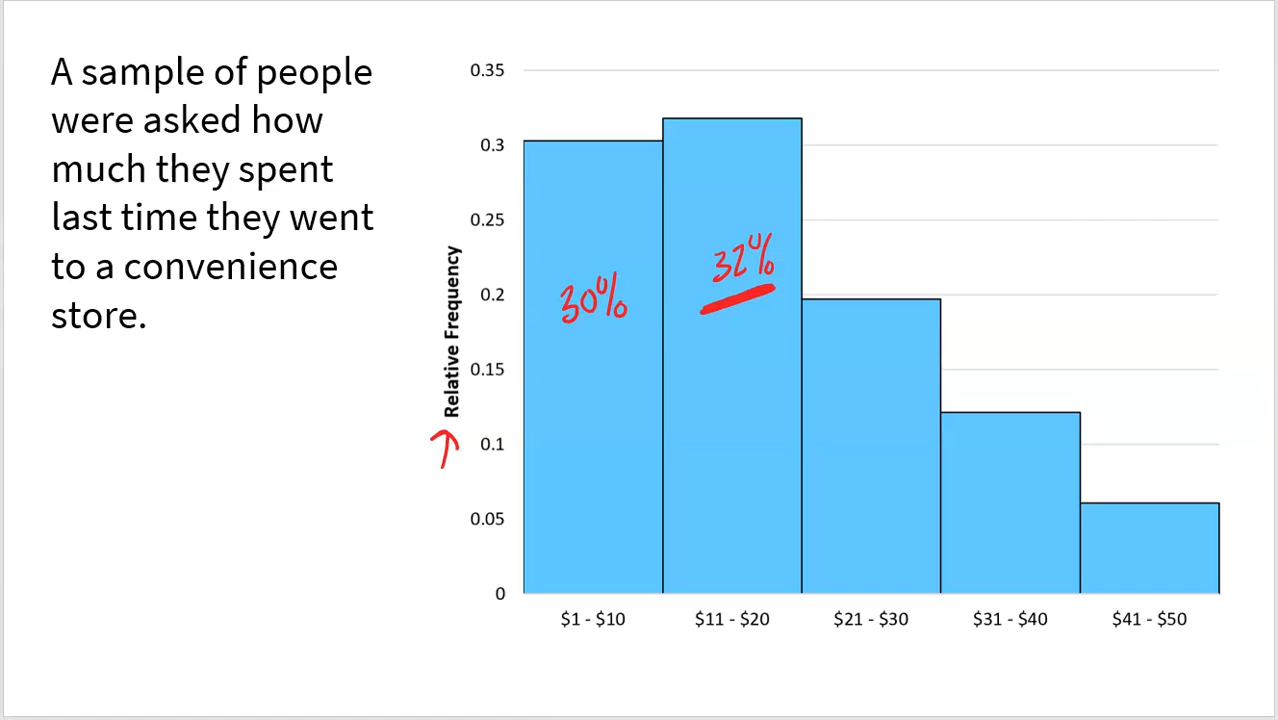 A sample of people
were asked how
much they spent
last time they went
to a convenience
store.
Relative Frequency
0.35
0.3
0.25
0.2
0.15
0.1
0.05
0
30%
32%
$1 - $10
$11 - $20
$21 - $30
$31 - $40
$41 - $50